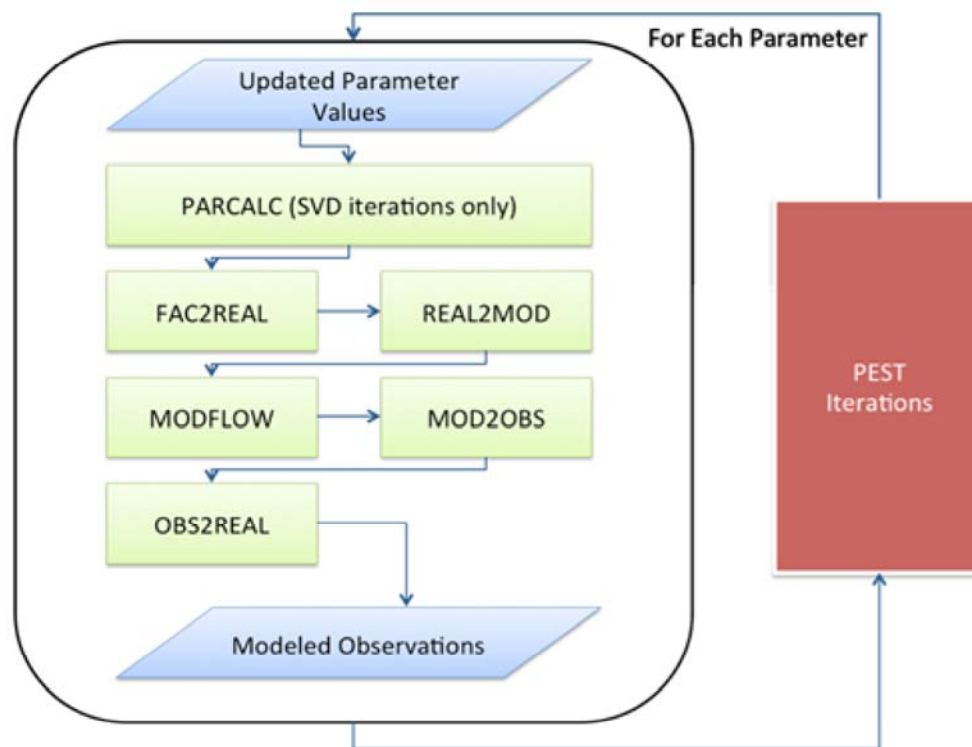 For Each Parameter
Updated Parameter
Values
PARCALC (SVD iterations only)
FAC2REAL
REAL2MOD
MODFLOW
MOD2OBS
OBS2REAL
Modeled Observations
PEST
Iterations